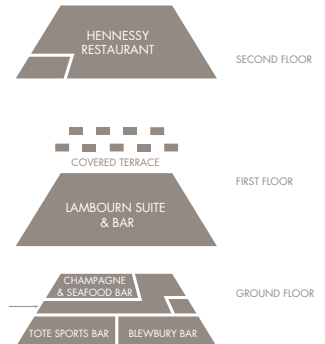 HENNESSY
RESTAURANT
SECOND FLOOR
COVERED TERRACE
FIRST FLOOR
LAMBOURN SUITE
& BAR
CHAMPAGNE
& SEAFOOD BAR
GROUND FLOOR
TOTE SPORTS BAR
BLEWBURY BAR